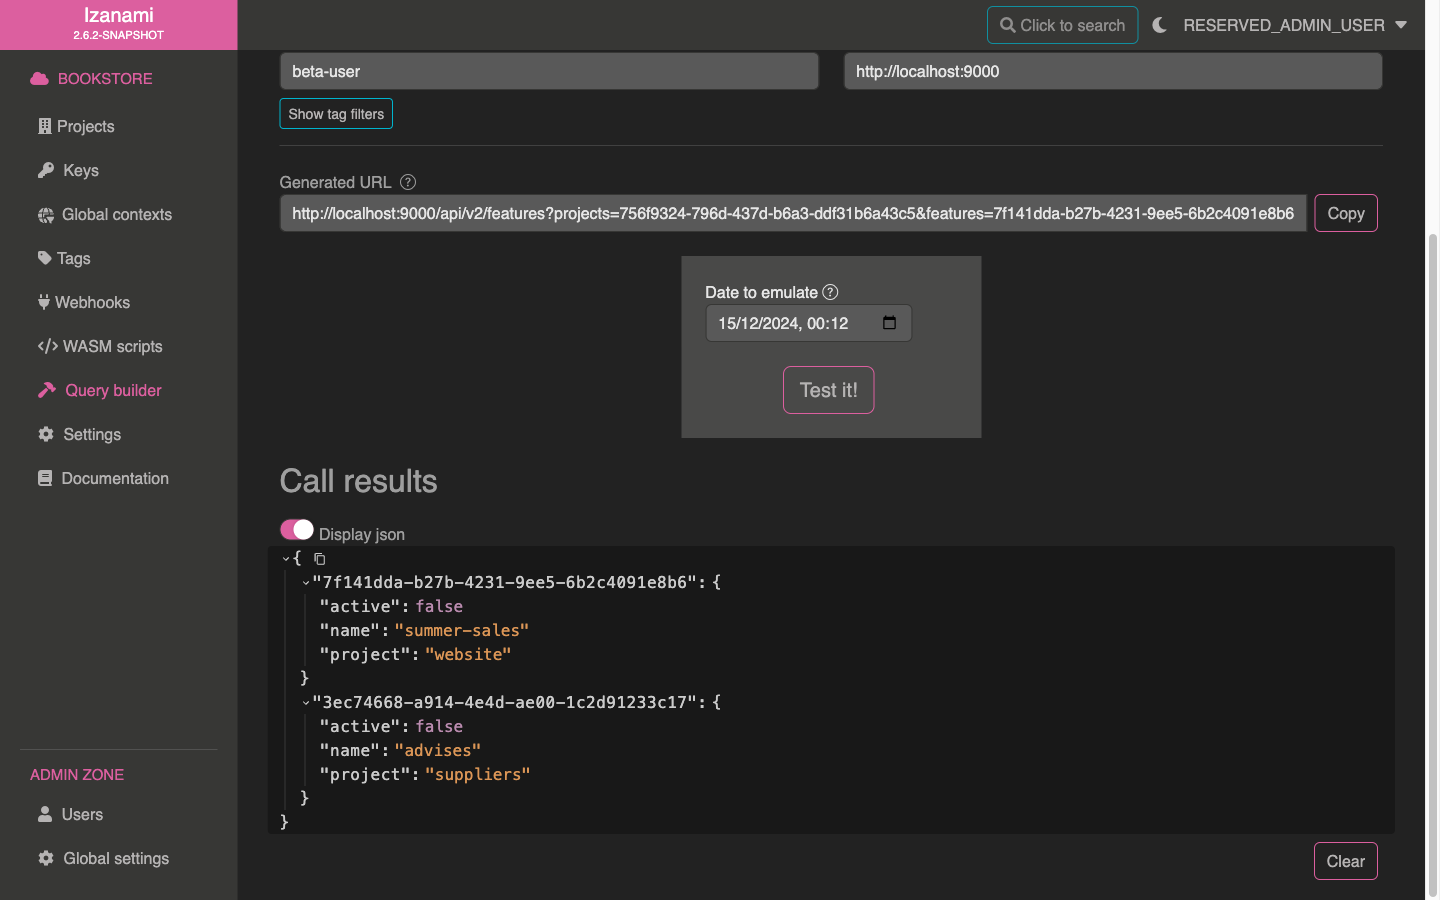 Izanami
2.6.2-SNAPSHOT
Click to search
RESERVED_ADMIN_USER
BOOKSTORE
Projects
Keys
Global contexts
Tags
Webhooks
WASM scripts
Query builder
Settings
Documentation
ADMIN ZONE
Users
Global settings
beta-user
http://localhost:9000
Show tag filters
Generated URL
http://localhost:9000/api/v2/features?projects=756f9324-796d-437d-b6a3-ddf31b6a43c5&features=7f141dda-b27b-4231-9ee5-6b2c4091e8b6
Copy
Date to emulate
15/12/2024, 00:12
Test it!
Call results
Display json
{
"7f141dda-b27b-4231-9ee5-6b2c4091e8b6": {
"active": false
"name": "summer-sales"
"project": "website"
}
"3ec74668-a914-4e4d-ae00-1c2d91233c17": {
"active": false
"name": "advises"
"project": "suppliers"
}
}
Clear